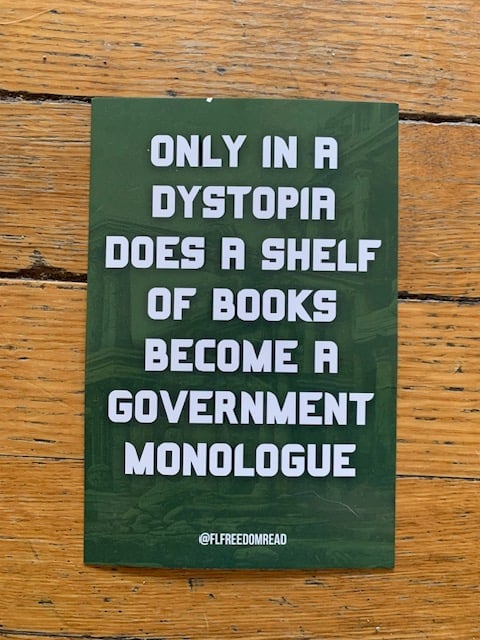 ONLY IN A
DYSTOPIA
DOES A SHELF
OF BOOKS
BECOME A
GOVERNMENT
MONOLOGUE
@FLFREEDOMREAD